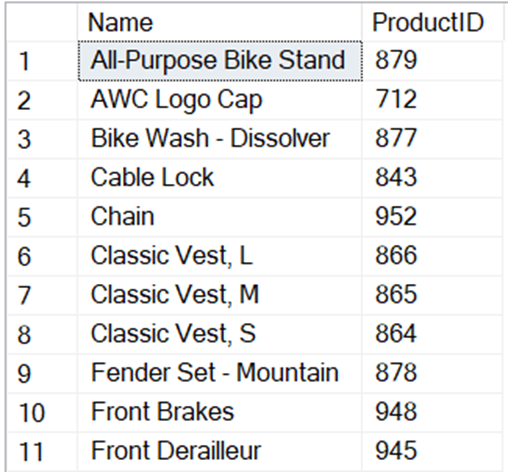 Name ProductID
1 All-Purpose Bike Stand 879
2 AWC Logo Cap 712
3 Bike Wash - Dissolver 877
4 Cable Lock 843
5 Chain 952
6 Classic Vest, L 866
7 Classic Vest, M 865
8 Classic Vest, S 864
9 Fender Set - Mountain 878
10 Front Brakes 948
11 Front Derailleur 945